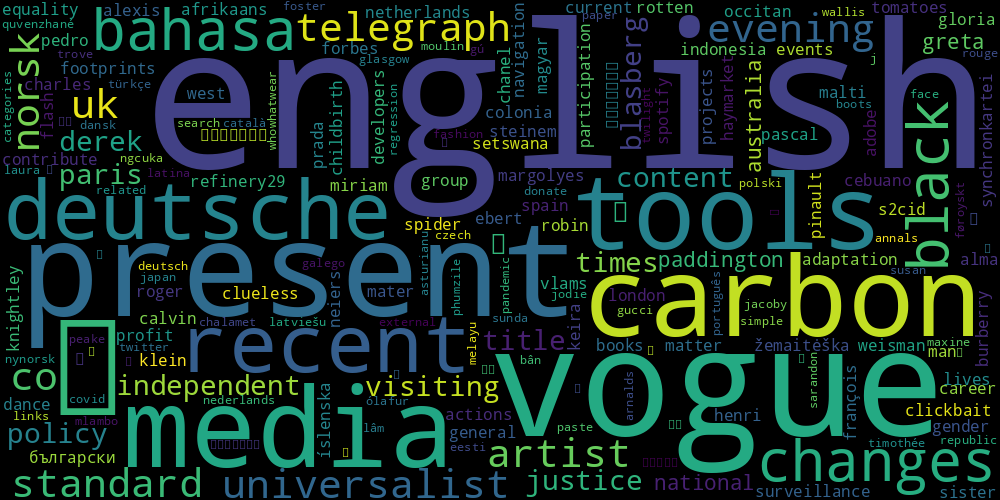 equality
alexis
afrikaans
foster
netherlands
current
rotten
occitan
wallis
tomatoes
gloria
quvenzhané
pedro
bahasa
telegraph
forbes
moulin
navigation
paper
blasberg
evening
greta
norsk
trove
footprints
english
glasgow
chanel
magyar
indonesia
events
rouge
categories
charles
türkçe
west
childbirth
developers
participation
twilight
spotify
projects
haymarket
australia
j
malti
boots
face
flash
uk
dansk
search
català
whowhatwear
prada
regression
colonia
steinem
setswana
pascal
adobe
black
synchrohkartei
derek
contribute
ngcuka
laura
paris
latina
related
refinery29
miriam
fashion
group
margolyes
donate
spain
content
polski
cebuano
deutsche
spider
ebert
robin
tools
pinault
s2cid
annals
føroyskt
present
czech
asturianu
times
paddington
adaptation
susan
alma
knightley
deutsch
japan
roger
clueless
galego
neiers
mater
phumzile
pandemic
vlams
jodie
london
gucci
carbon
português
jacoby
simple
burberry
calvin
chalamet
latviešu
external
sunda
keira
peake
profit
twitter
klein
recent
melayu
title
books
matter
žemaitėška
weisman
maxine
nynorsk
co
covid
independent
nederlands
visiting
bân
vogue
arnalds
sarandon
lives
career
dance
links
mlambo
íslenska
media
olafur
actions
paste
henri
françois
clickbait
gender
policy
lâm
general
eesti
timothée
republic
български
artist
changes
standard
universalist
justice
national
surveillance
sister